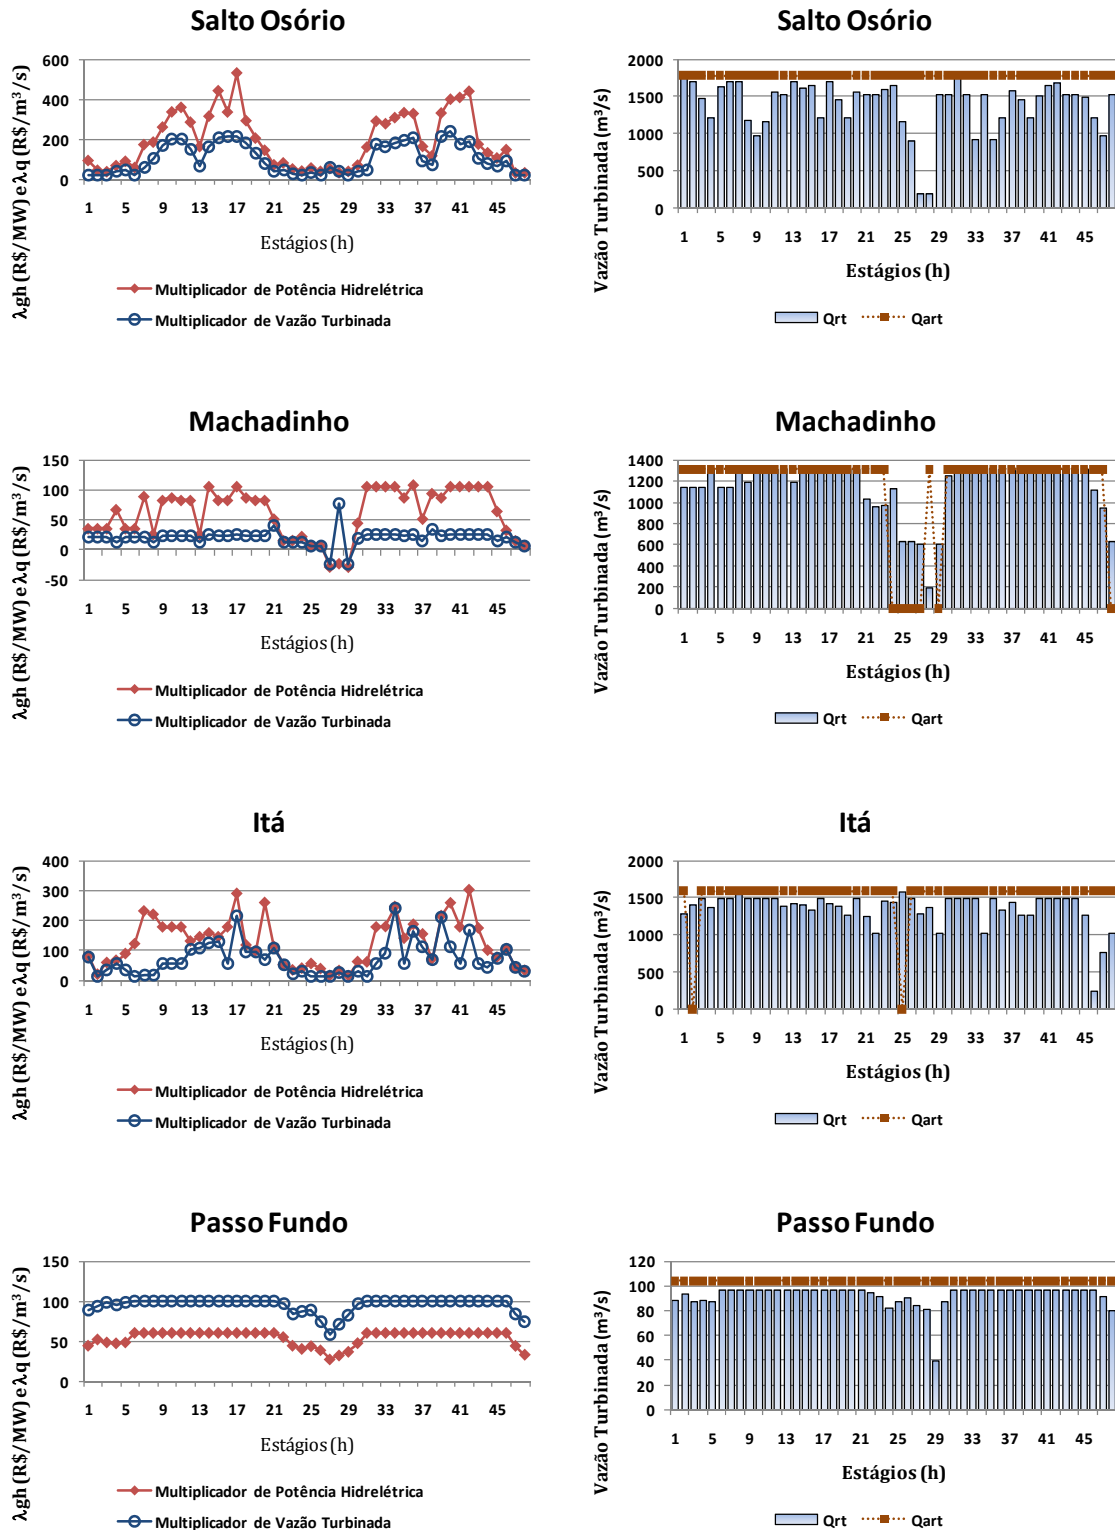 Salto Osório
λgh (R$/MW) e λq (R$/m³/s)
600
400
200
0
1 5 9 13 17 21 25 29 33 37 41 45
Estágios (h)
Multiplicador de Potência Hidrelétrica
Multiplicador de Vazão Turbinada
Salto Osório
Vazão Turbinada (m³/s)
2000
1500
1000
500
0
1 5 9 13 17 21 25 29 33 37 41 45
Estágios (h)
Qrt Qart
Machadinho
λgh (R$/MW) e λq (R$/m³/s)
150
100
50
0
-50
1 5 9 13 17 21 25 29 33 37 41 45
Estágios (h)
Multiplicador de Potência Hidrelétrica
Multiplicador de Vazão Turbinada
Machadinho
Vazão Turbinada (m³/s)
1400
1200
1000
800
600
400
200
0
1 5 9 13 17 21 25 29 33 37 41 45
Estágios (h)
Qrt Qart
Itá
λgh (R$/MW) e λq (R$/m³/s)
400
300
200
100
0
1 5 9 13 17 21 25 29 33 37 41 45
Estágios (h)
Multiplicador de Potência Hidrelétrica
Multiplicador de Vazão Turbinada
Itá
Vazão Turbinada (m³/s)
2000
1500
1000
500
0
1 5 9 13 17 21 25 29 33 37 41 45
Estágios (h)
Qrt Qart
Passo Fundo
λgh (R$/MW) e λq (R$/m³/s)
150
100
50
0
1 5 9 13 17 21 25 29 33 37 41 45
Estágios (h)
Multiplicador de Potência Hidrelétrica
Multiplicador de Vazão Turbinada
Passo Fundo
Vazão Turbinada (m³/s)
120
100
80
60
40
20
0
1 5 9 13 17 21 25 29 33 37 41 45
Estágios (h)
Qrt Qart